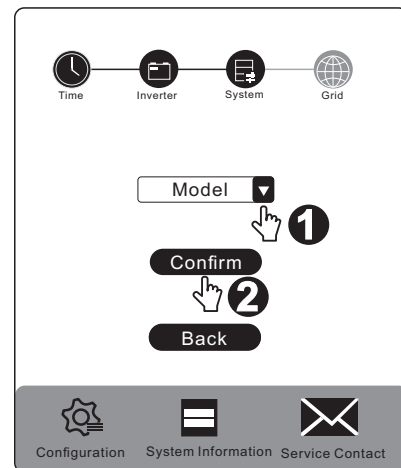 Time Inverter System Grid
Model
1
Confirm
2
Back
Configuration System Information Service Contact